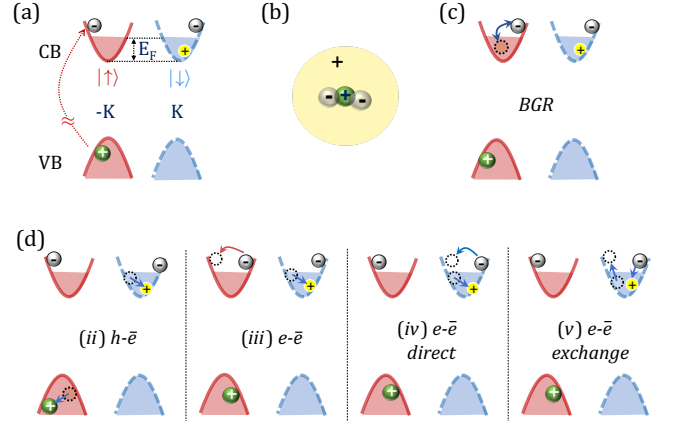 (a)
CB
E_F
|↑⟩
|↓⟩
-K
K
VB
(b)
+
- + -
(c)
BGR
(d)
(ii) h-ē
(iii) e-ē
(iv) e-ē
direct
(v) e-ē
exchange